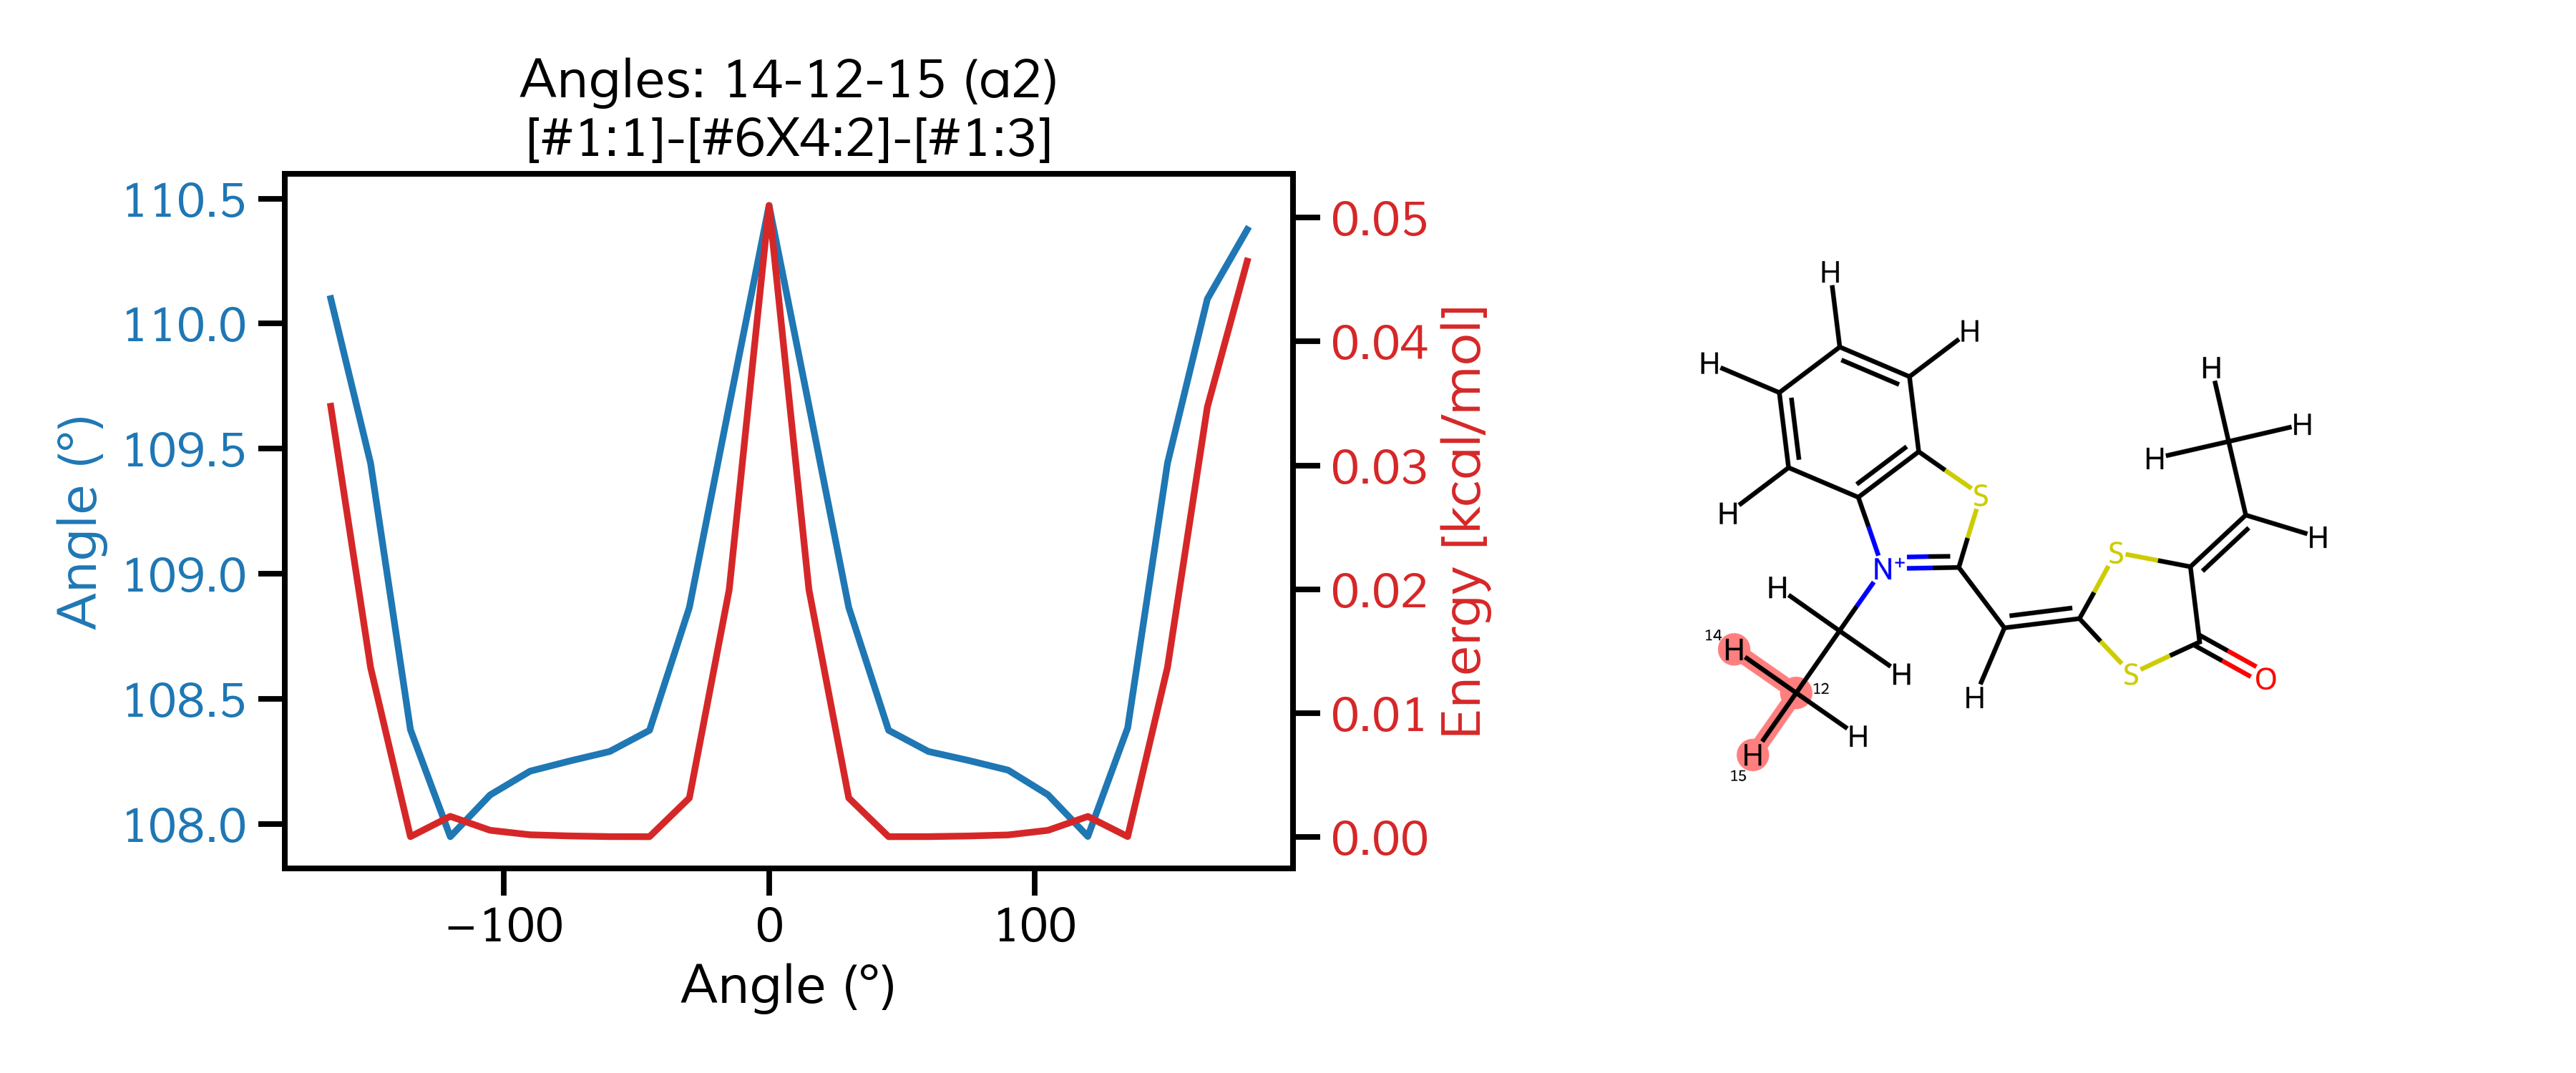 Angles: 14-12-15 (a2)
[#1:1]-[#6X4:2]-[#1:3]
110.5
110.0
109.5
109.0
108.5
108.0
Angle (°)
−100
0
100
Angle (°)
0.05
0.04
0.03
0.02
0.01
0.00
Energy [kcal/mol]
H
H
H
H
H
H
H
S
H
S
H
N+
H
14
H
12
H
S
O
H
H
H
15